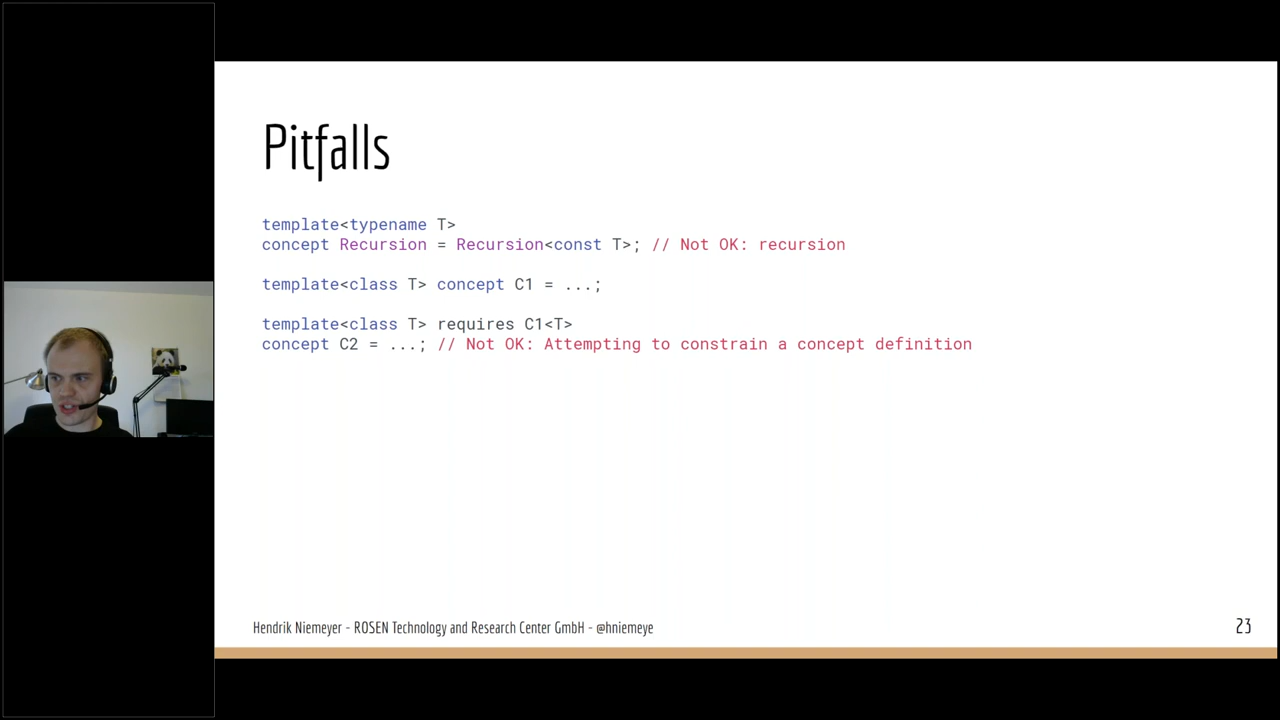 Pitfalls
template<typename T>
concept Recursion = Recursion<const T>; // Not OK: recursion
template<class T> concept C1 = ...;
template<class T> requires C1<T>
concept C2 = ...; // Not OK: Attempting to constrain a concept definition
Hendrik Niemeyer - ROSEN Technology and Research Center GmbH - @hniemeye
23